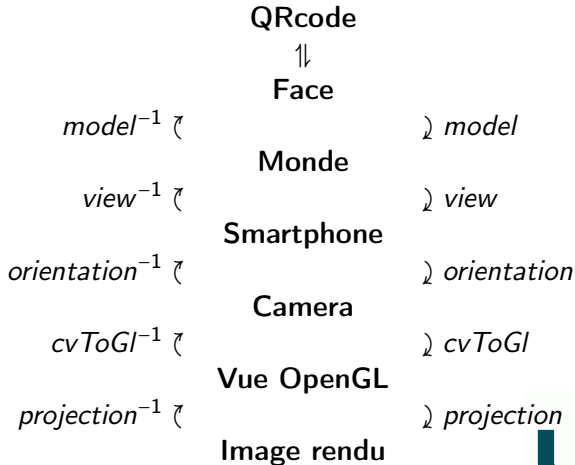 QRcode
⥮
Face
model⁻¹ model
Monde
view⁻¹ view
Smartphone
orientation⁻¹ orientation
Camera
cvToGl⁻¹ cvToGl
Vue OpenGL
projection⁻¹ projection
Image rendu